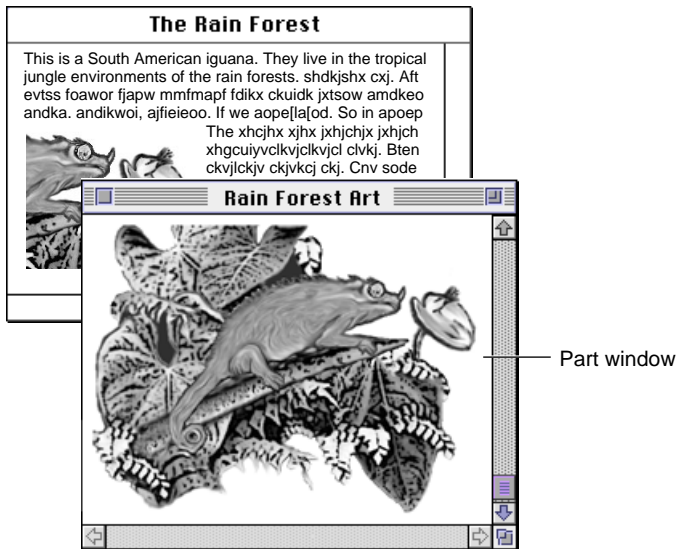 The Rain Forest
This is a South American iguana. They live in the tropical
jungle environments of the rain forests. shdkjshx cxj. Aft
evtss foawor fjapw mmfmapf fdikx ckuidk jxtsow amdkeo
andka. andikwoi, ajfieieoo. If we aope[la[od. So in apoep
The xhcjhx xjhx jxhjchjx jxhjch
xhgcuiyvclkvjclkvjcl clvkj. Bten
ckvjlckjv ckjvkcj ckj. Cnv sode
Rain Forest Art
Part window